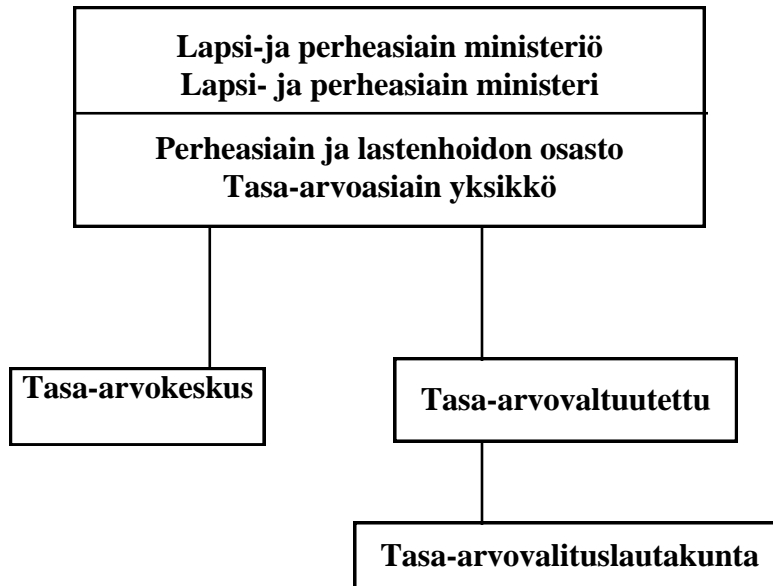 Lapsi-ja perheasiain ministeriö
Lapsi- ja perheasiain ministeri
Perheasiain ja lastenhoidon osasto
Tasa-arvoasiain yksikkö
Tasa-arvokeskus
Tasa-arvovaltuutettu
Tasa-arvovalituslautakunta